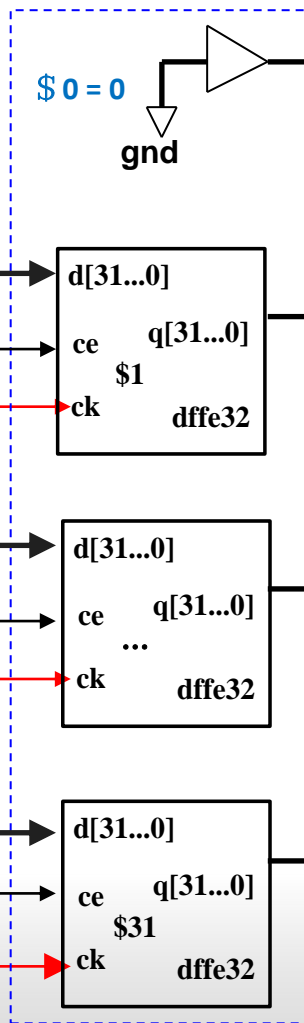 $ 0 = 0
gnd
d[31...0]
ce
q[31...0]
$1
ck
dffe32
d[31...0]
ce
q[31...0]
...
ck
dffe32
d[31...0]
ce
q[31...0]
$31
ck
dffe32